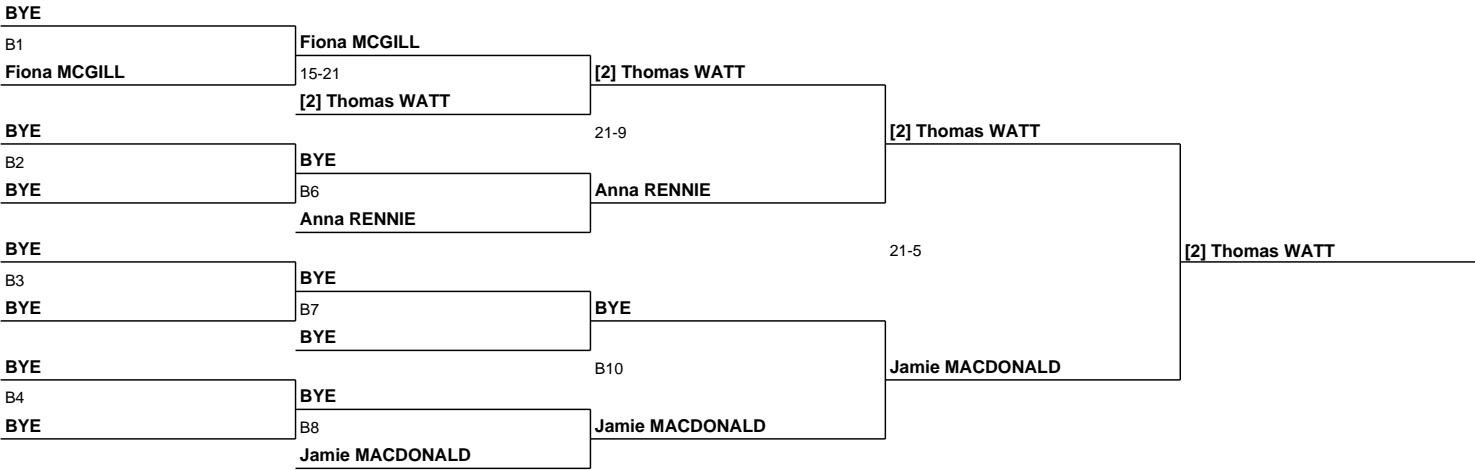 BYE
B1
Fiona MCGILL
Fiona MCGILL
15-21
[2] Thomas WATT
[2] Thomas WATT
BYE
21-9
[2] Thomas WATT
B2
BYE
BYE
B6
Anna RENNIE
Anna RENNIE
BYE
21-5
[2] Thomas WATT
B3
BYE
BYE
B7
BYE
BYE
BYE
B10
Jamie MACDONALD
B4
BYE
BYE
B8
Jamie MACDONALD
Jamie MACDONALD